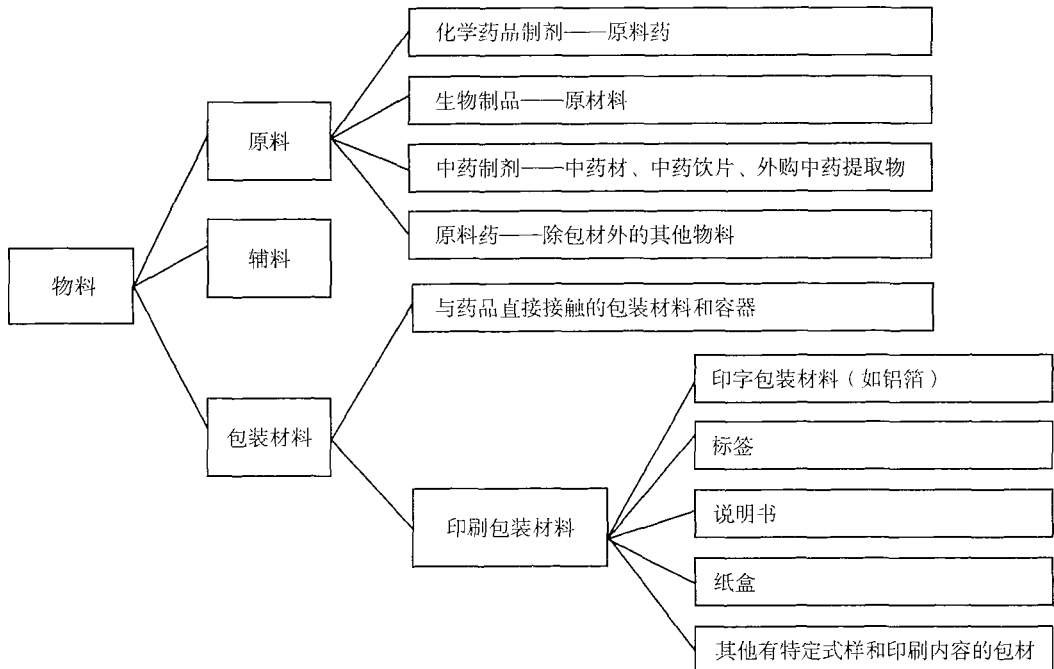 化学药品制剂——原料药
生物制品——原材料
原料
中药制剂——中药材、中药饮片、外购中药提取物
原料药——除包材外的其他物料
辅料
物料
与药品直接接触的包装材料和容器
印字包装材料（如铝箔）
包装材料
标签
说明书
印刷包装材料
纸盒
其他有特定式样和印刷内容的包材